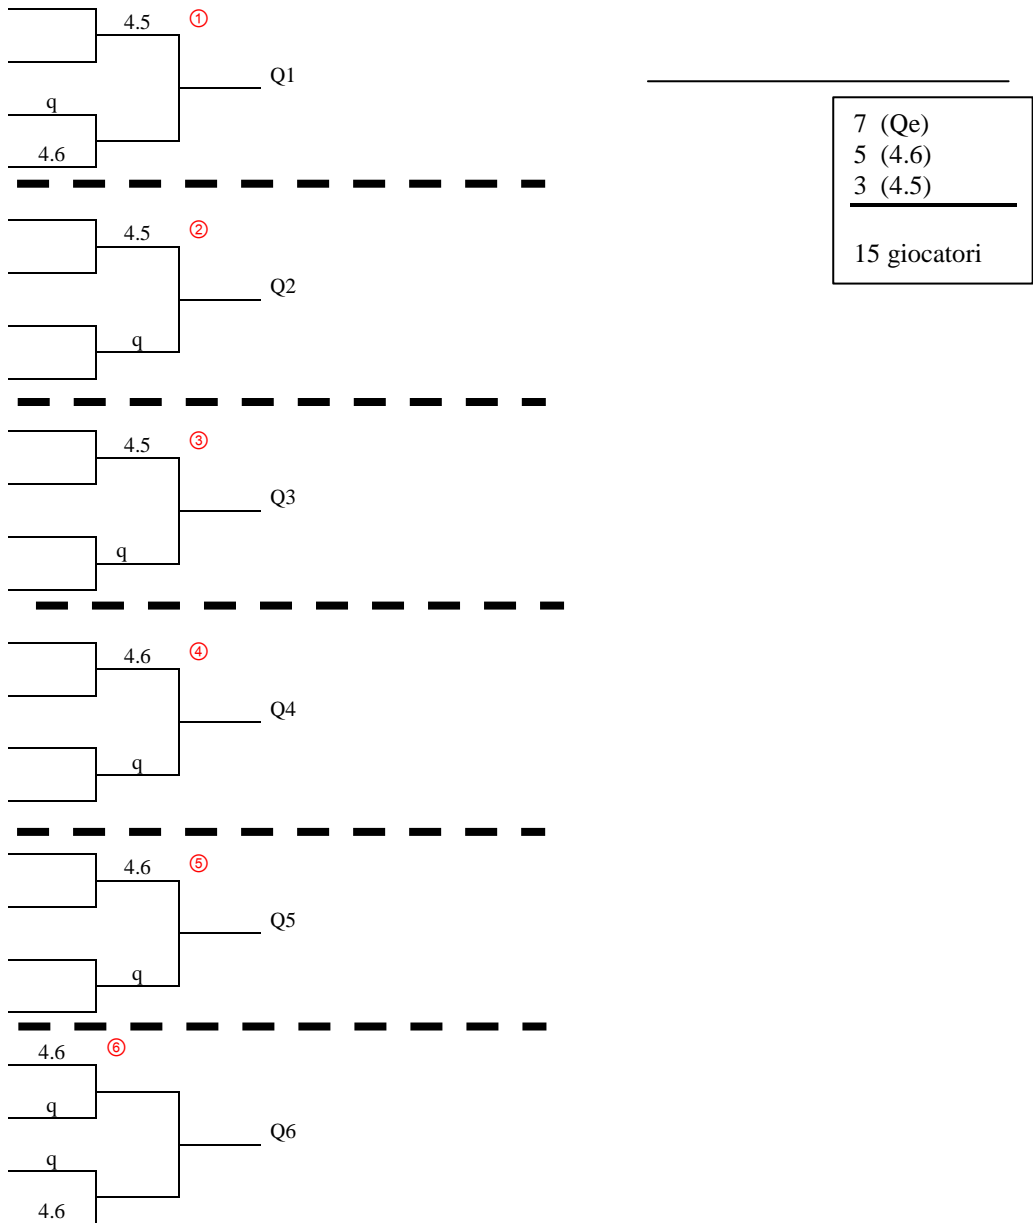 4.5 ①
Q1
q
4.6
7 (Qe)
5 (4.6)
3 (4.5)
15 giocatori
4.5 ②
Q2
q
4.5 ③
Q3
q
4.6 ④
Q4
q
4.6 ⑤
Q5
q
4.6 ⑥
q
Q6
q
4.6